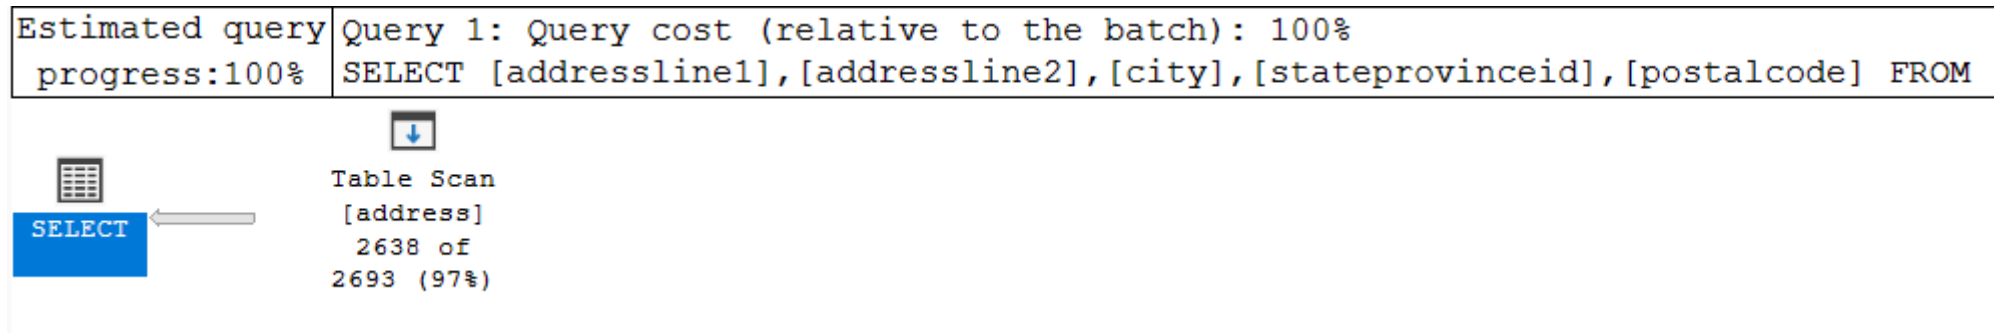 Estimated query
progress:100%
Query 1: Query cost (relative to the batch): 100%
SELECT [addressline1],[addressline2],[city],[stateprovinceid],[postalcode] FROM
SELECT
Table Scan
[address]
2638 of
2693 (97%)